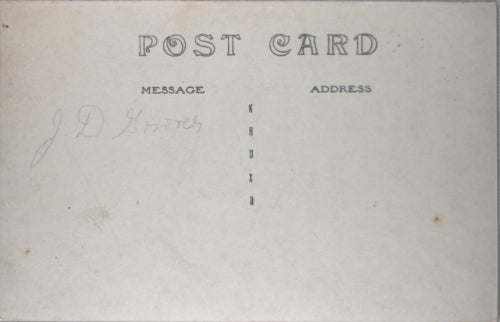 POST CARD
MESSAGE
ADDRESS
KRUXO
J. D